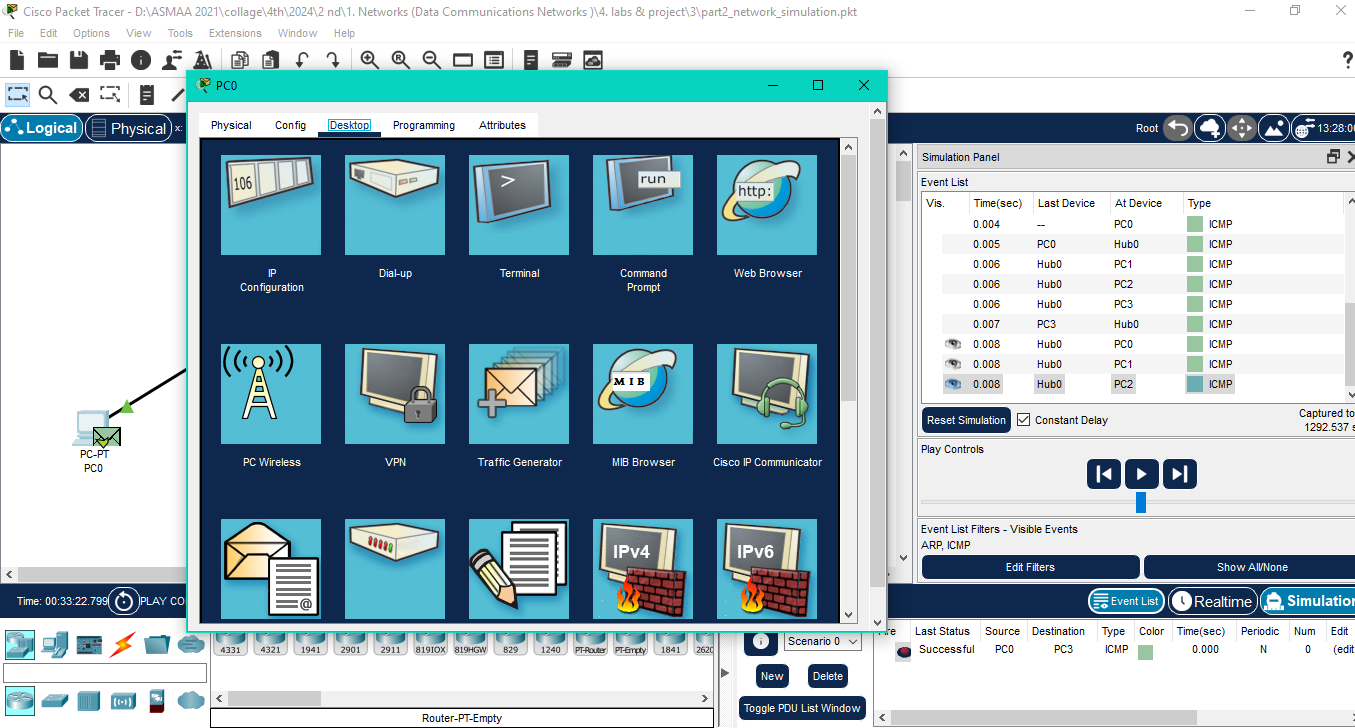 Cisco Packet Tracer - D:\ASMAA 2021\collage\4th\2024\2 nd\1. Networks (Data Communications Networks )\4. labs & project\3\part2_network_simulation.pkt
File Edit Options View Tools Extensions Window Help
?
PC0
Logical Physical x:
Root 13:28:00
Physical Config Desktop Programming Attributes
106
>
run
http:
IP Configuration
Dial-up
Terminal
Command Prompt
Web Browser
MIB
PC Wireless
VPN
Traffic Generator
MIB Browser
Cisco IP Communicator
@
IPv4
IPv6
PC-PT
PC0
Simulation Panel
Event List
Vis. Time(sec) Last Device At Device Type
0.004 -- PC0 ICMP
0.005 PC0 Hub0 ICMP
0.006 Hub0 PC1 ICMP
0.006 Hub0 PC2 ICMP
0.006 Hub0 PC3 ICMP
0.007 PC3 Hub0 ICMP
0.008 Hub0 PC0 ICMP
0.008 Hub0 PC1 ICMP
0.008 Hub0 PC2 ICMP
Reset Simulation Constant Delay Captured to
1292.537 s
Play Controls
Event List Filters - Visible Events
ARP, ICMP
Edit Filters Show All/None
Time: 00:33:22.799 PLAY CO
Event List Realtime Simulation
4331 4321 1941 2901 2911 819IOX 819HGW 829 1240 PT-Router PT-Empty 1841 2620
Router-PT-Empty
Scenario 0
New Delete
Toggle PDU List Window
Fire Last Status Source Destination Type Color Time(sec) Periodic Num Edit
Successful PC0 PC3 ICMP 0.000 N 0 (edit